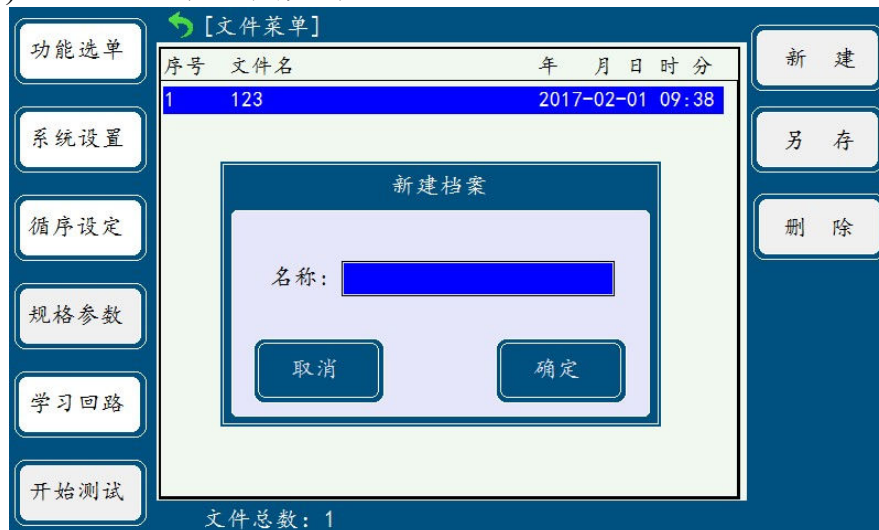 )
[文件菜单]
功能选单
系统设置
循序设定
规格参数
学习回路
开始测试
序号 文件名 年 月 日 时 分
1 123 2017-02-01 09:38
新建档案
名称:
取消 确定
文件总数: 1
新 建
另 存
删 除